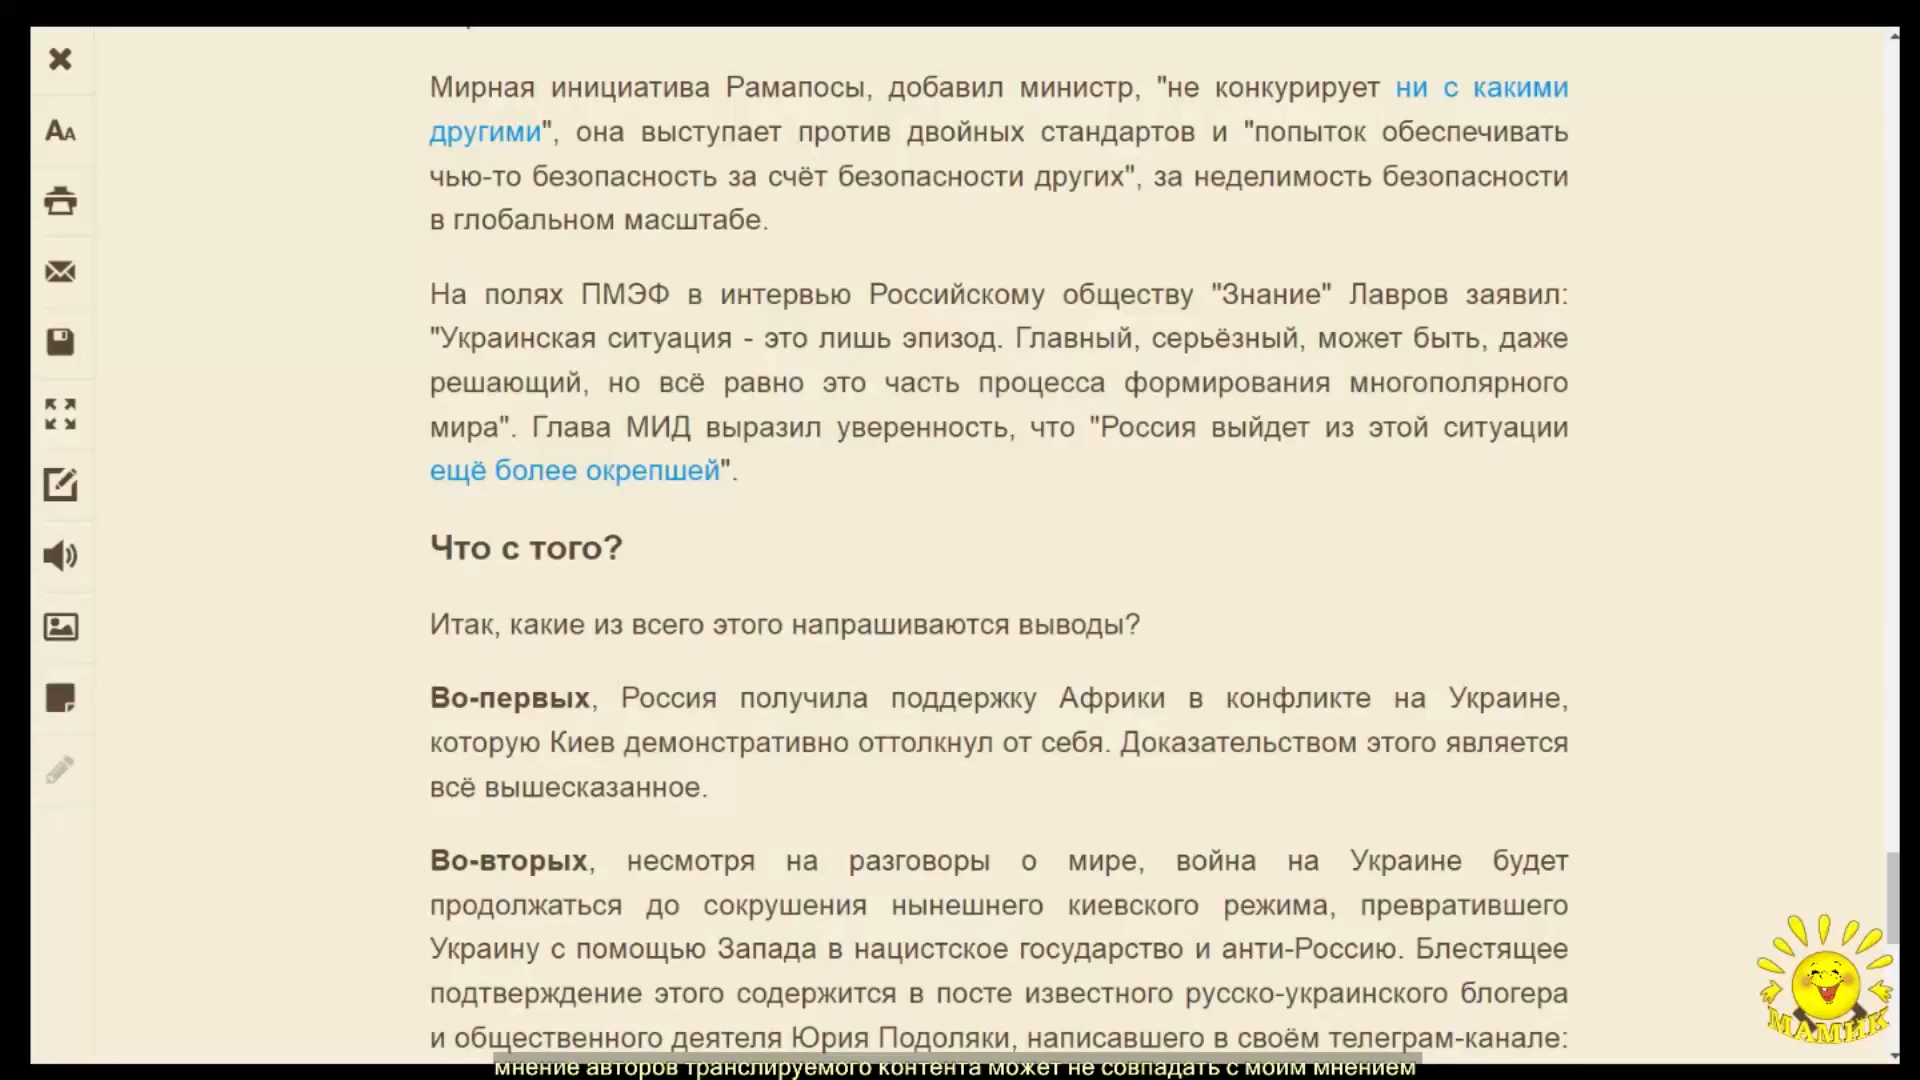 Мирная инициатива Рамапосы, добавил министр, "не конкурирует ни с какими
другими", она выступает против двойных стандартов и "попыток обеспечивать
чью-то безопасность за счёт безопасности других", за неделимость безопасности
в глобальном масштабе.
На полях ПМЭФ в интервью Российскому обществу "Знание" Лавров заявил:
"Украинская ситуация - это лишь эпизод. Главный, серьёзный, может быть, даже
решающий, но всё равно это часть процесса формирования многополярного
мира". Глава МИД выразил уверенность, что "Россия выйдет из этой ситуации
ещё более окрепшей".
Что с того?
Итак, какие из всего этого напрашиваются выводы?
Во-первых, Россия получила поддержку Африки в конфликте на Украине,
которую Киев демонстративно оттолкнул от себя. Доказательством этого является
всё вышесказанное.
Во-вторых, несмотря на разговоры о мире, война на Украине будет
продолжаться до сокрушения нынешнего киевского режима, превратившего
Украину с помощью Запада в нацистское государство и анти-Россию. Блестящее
подтверждение этого содержится в посте известного русско-украинского блогера
и общественного деятеля Юрия Подоляки, написавшего в своём телеграм-канале:
мнение авторов транслируемого контента может не совпадать с моим мнением
МАМИК
AA